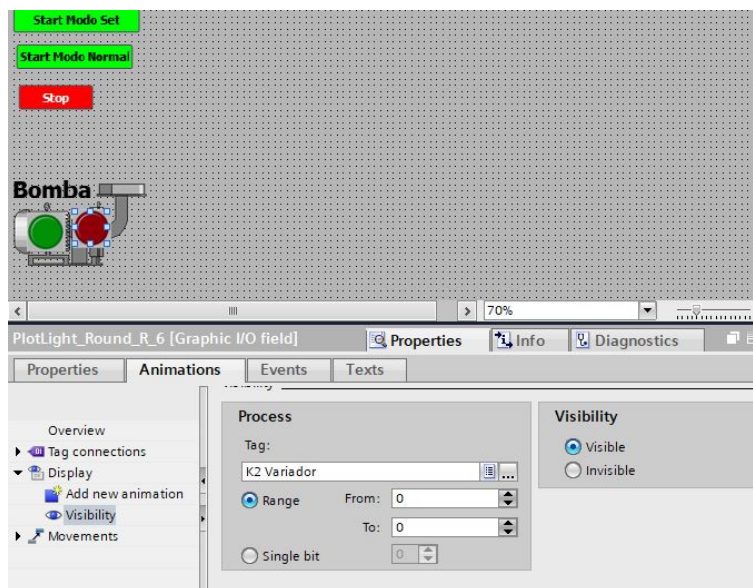 Start Modo Set
Start Modo Normal
Stop
Bomba
70%
PlotLight_Round_R_6 [Graphic I/O field]
Properties
Info
Diagnostics
Properties
Animations
Events
Texts
Visibility
Overview
Tag connections
Display
Add new animation
Visibility
Movements
Process
Tag:
K2 Variador
...
Range From: 0
To: 0
Single bit 0
Visibility
Visible
Invisible